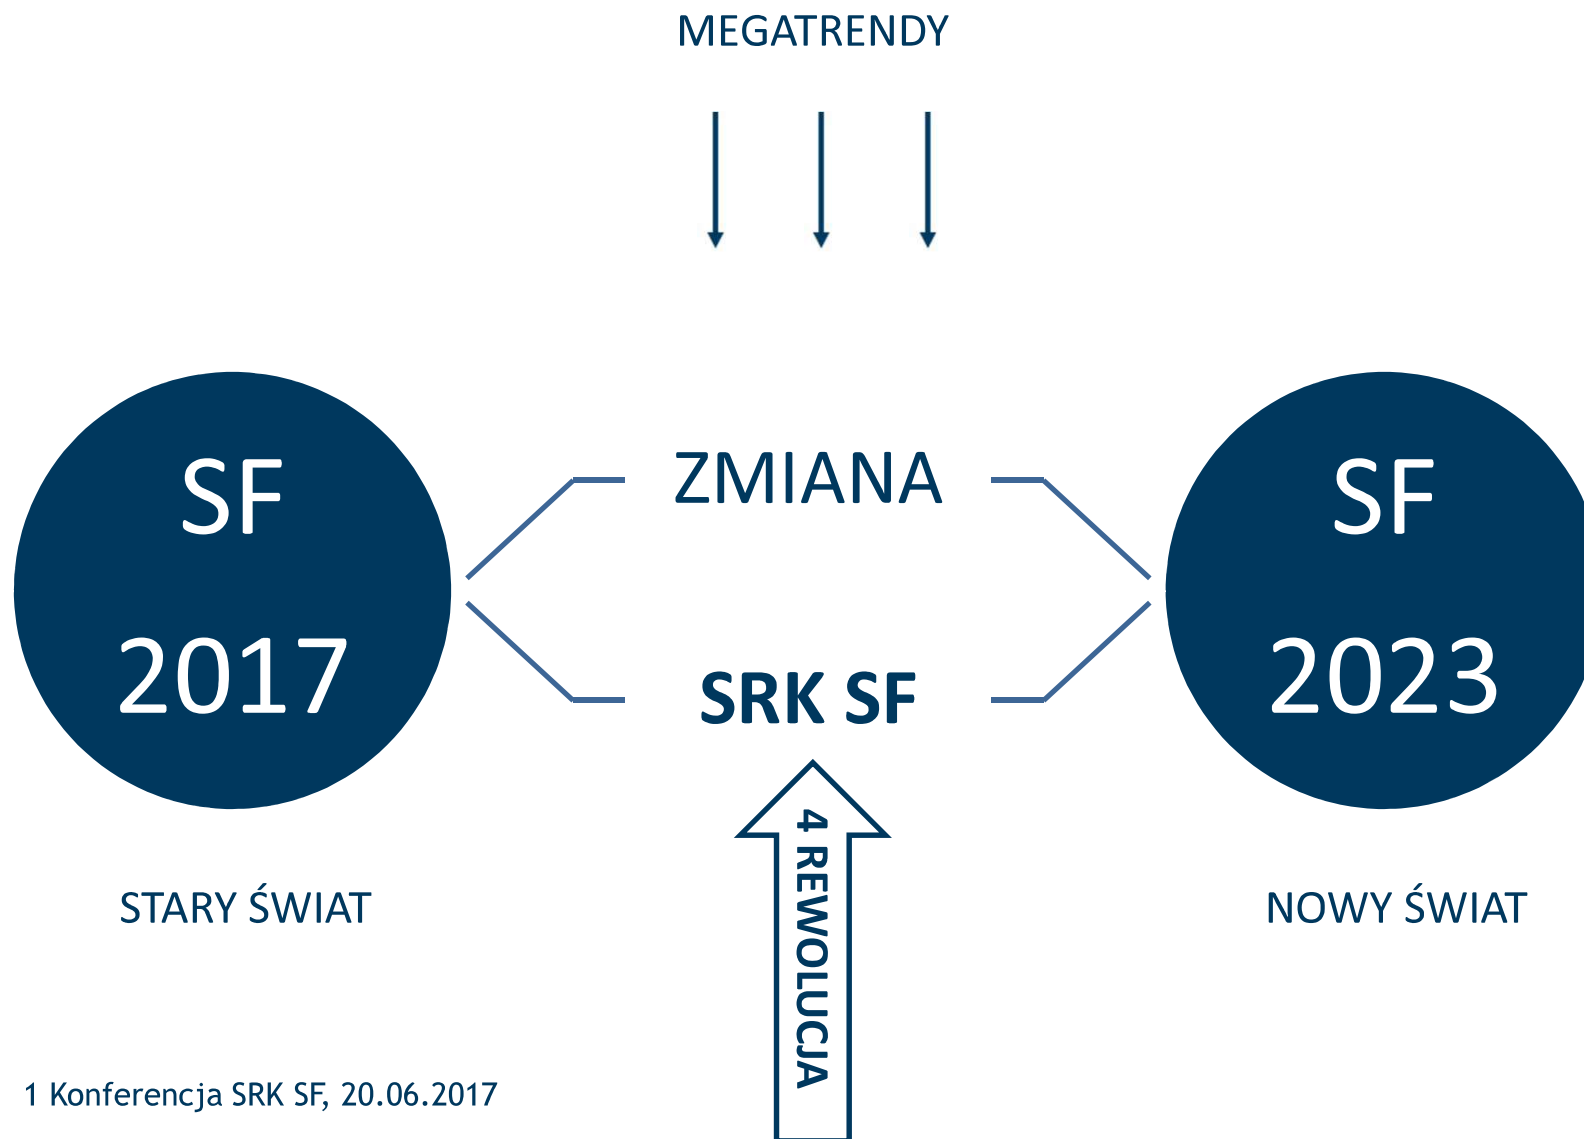 MEGATRENDY
SF
2017
ZMIANA
SRK SF
SF
2023
4 REWOLUCJA
STARY ŚWIAT
NOWY ŚWIAT
1 Konferencja SRK SF, 20.06.2017